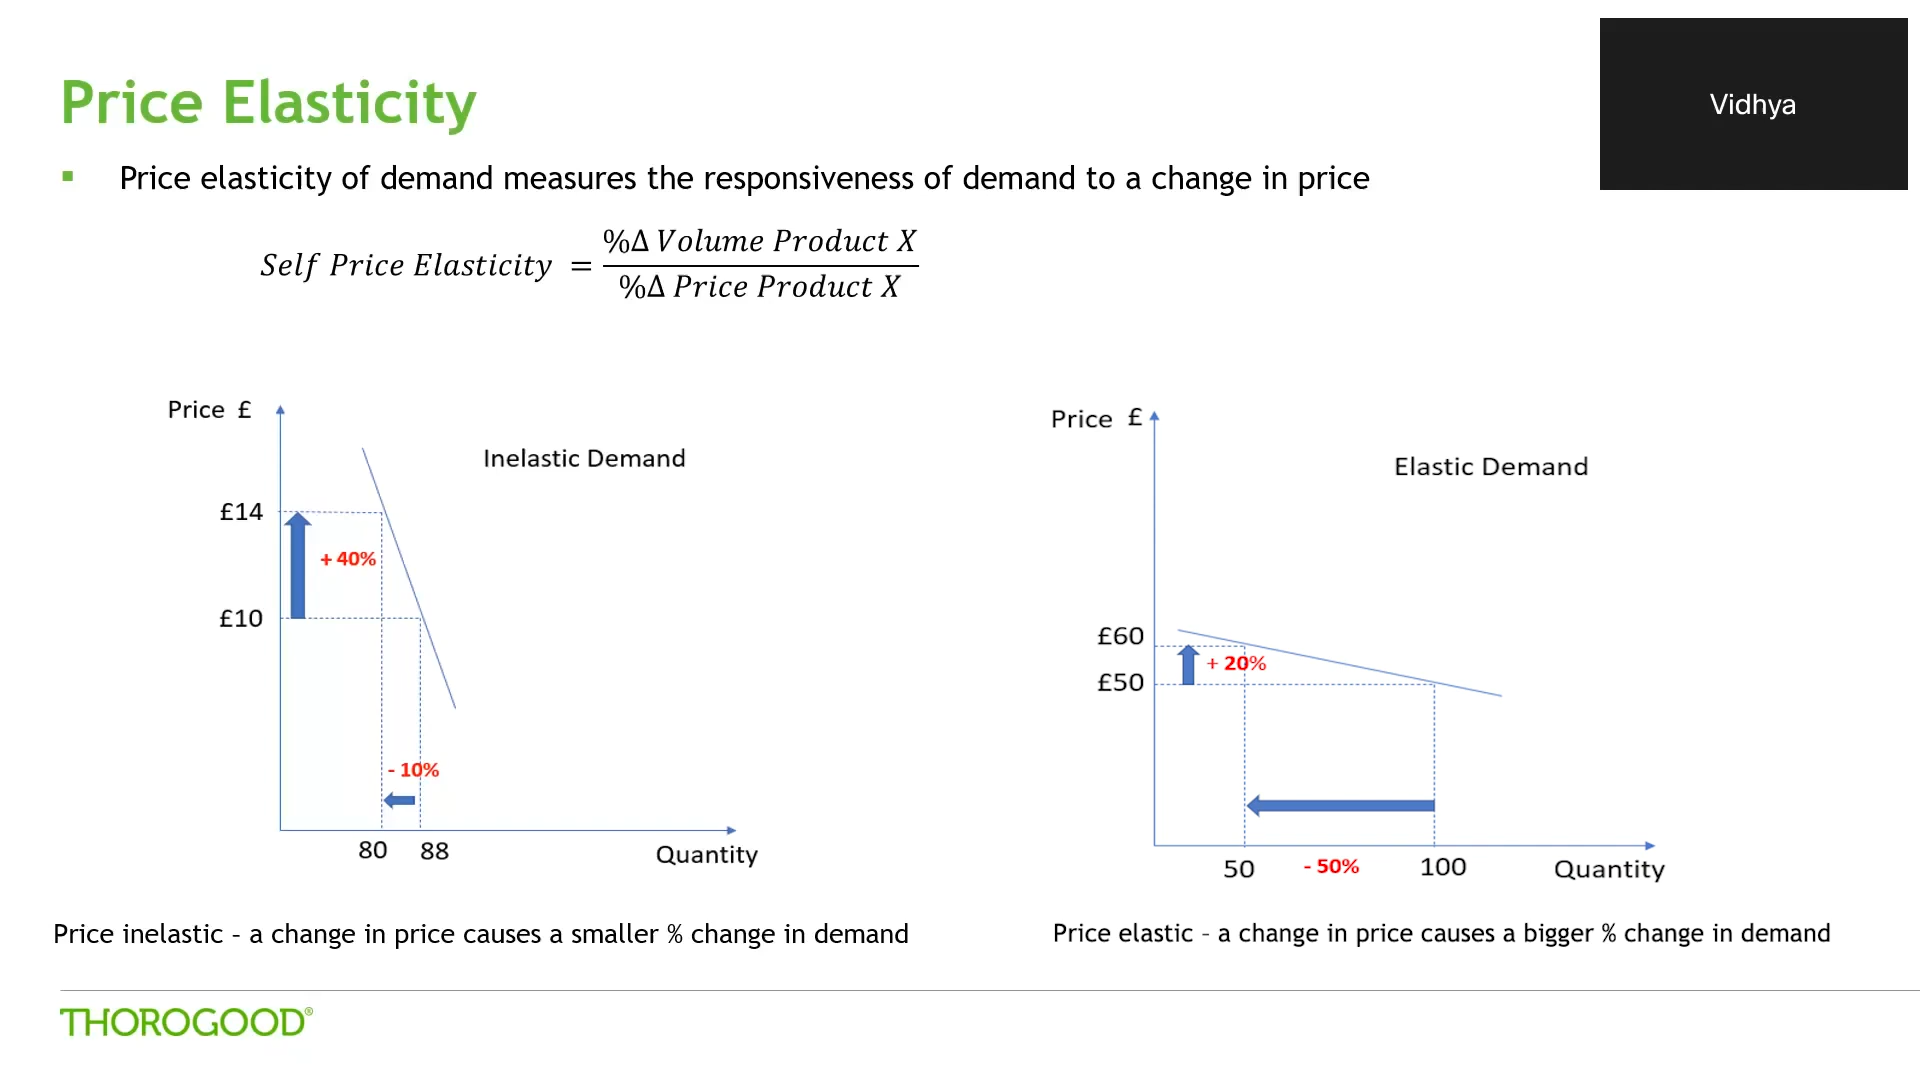 Vidhya
Price Elasticity
▪ Price elasticity of demand measures the responsiveness of demand to a change in price
Self Price Elasticity = %Δ Volume Product X / %Δ Price Product X
Price £
Inelastic Demand
£14
+ 40%
£10
- 10%
80 88
Quantity
Price inelastic – a change in price causes a smaller % change in demand
Price £
Elastic Demand
£60
+ 20%
£50
50 - 50% 100
Quantity
Price elastic – a change in price causes a bigger % change in demand
THOROGOOD®